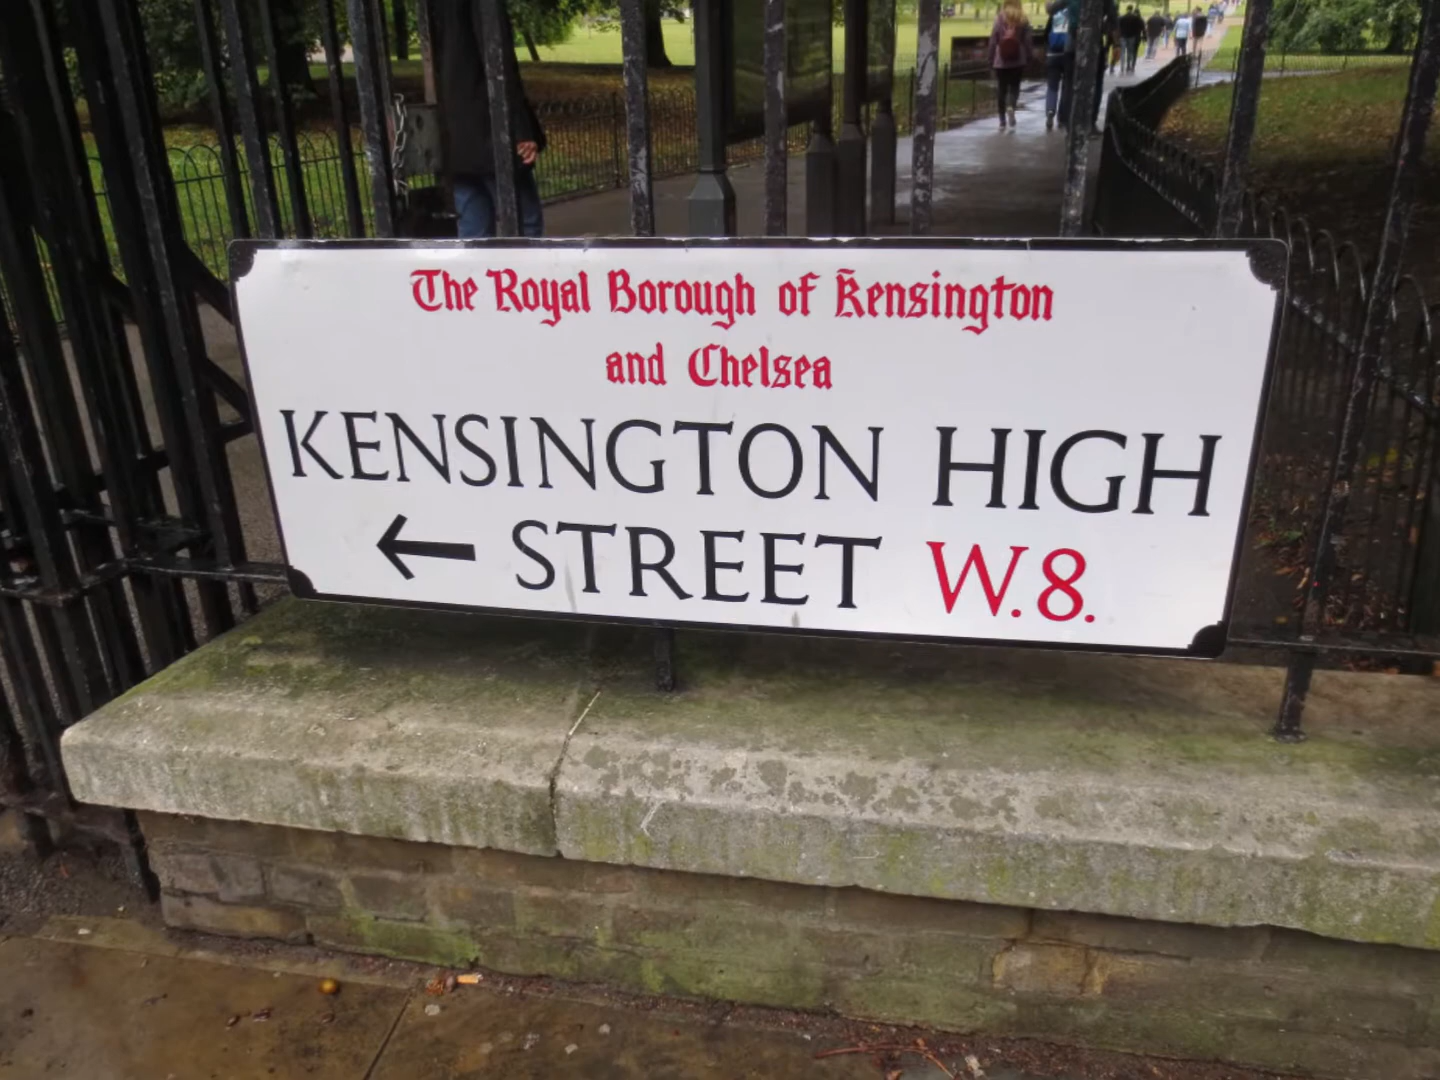 The Royal Borough of Kensington
and Chelsea
KENSINGTON HIGH
← STREET W.8.